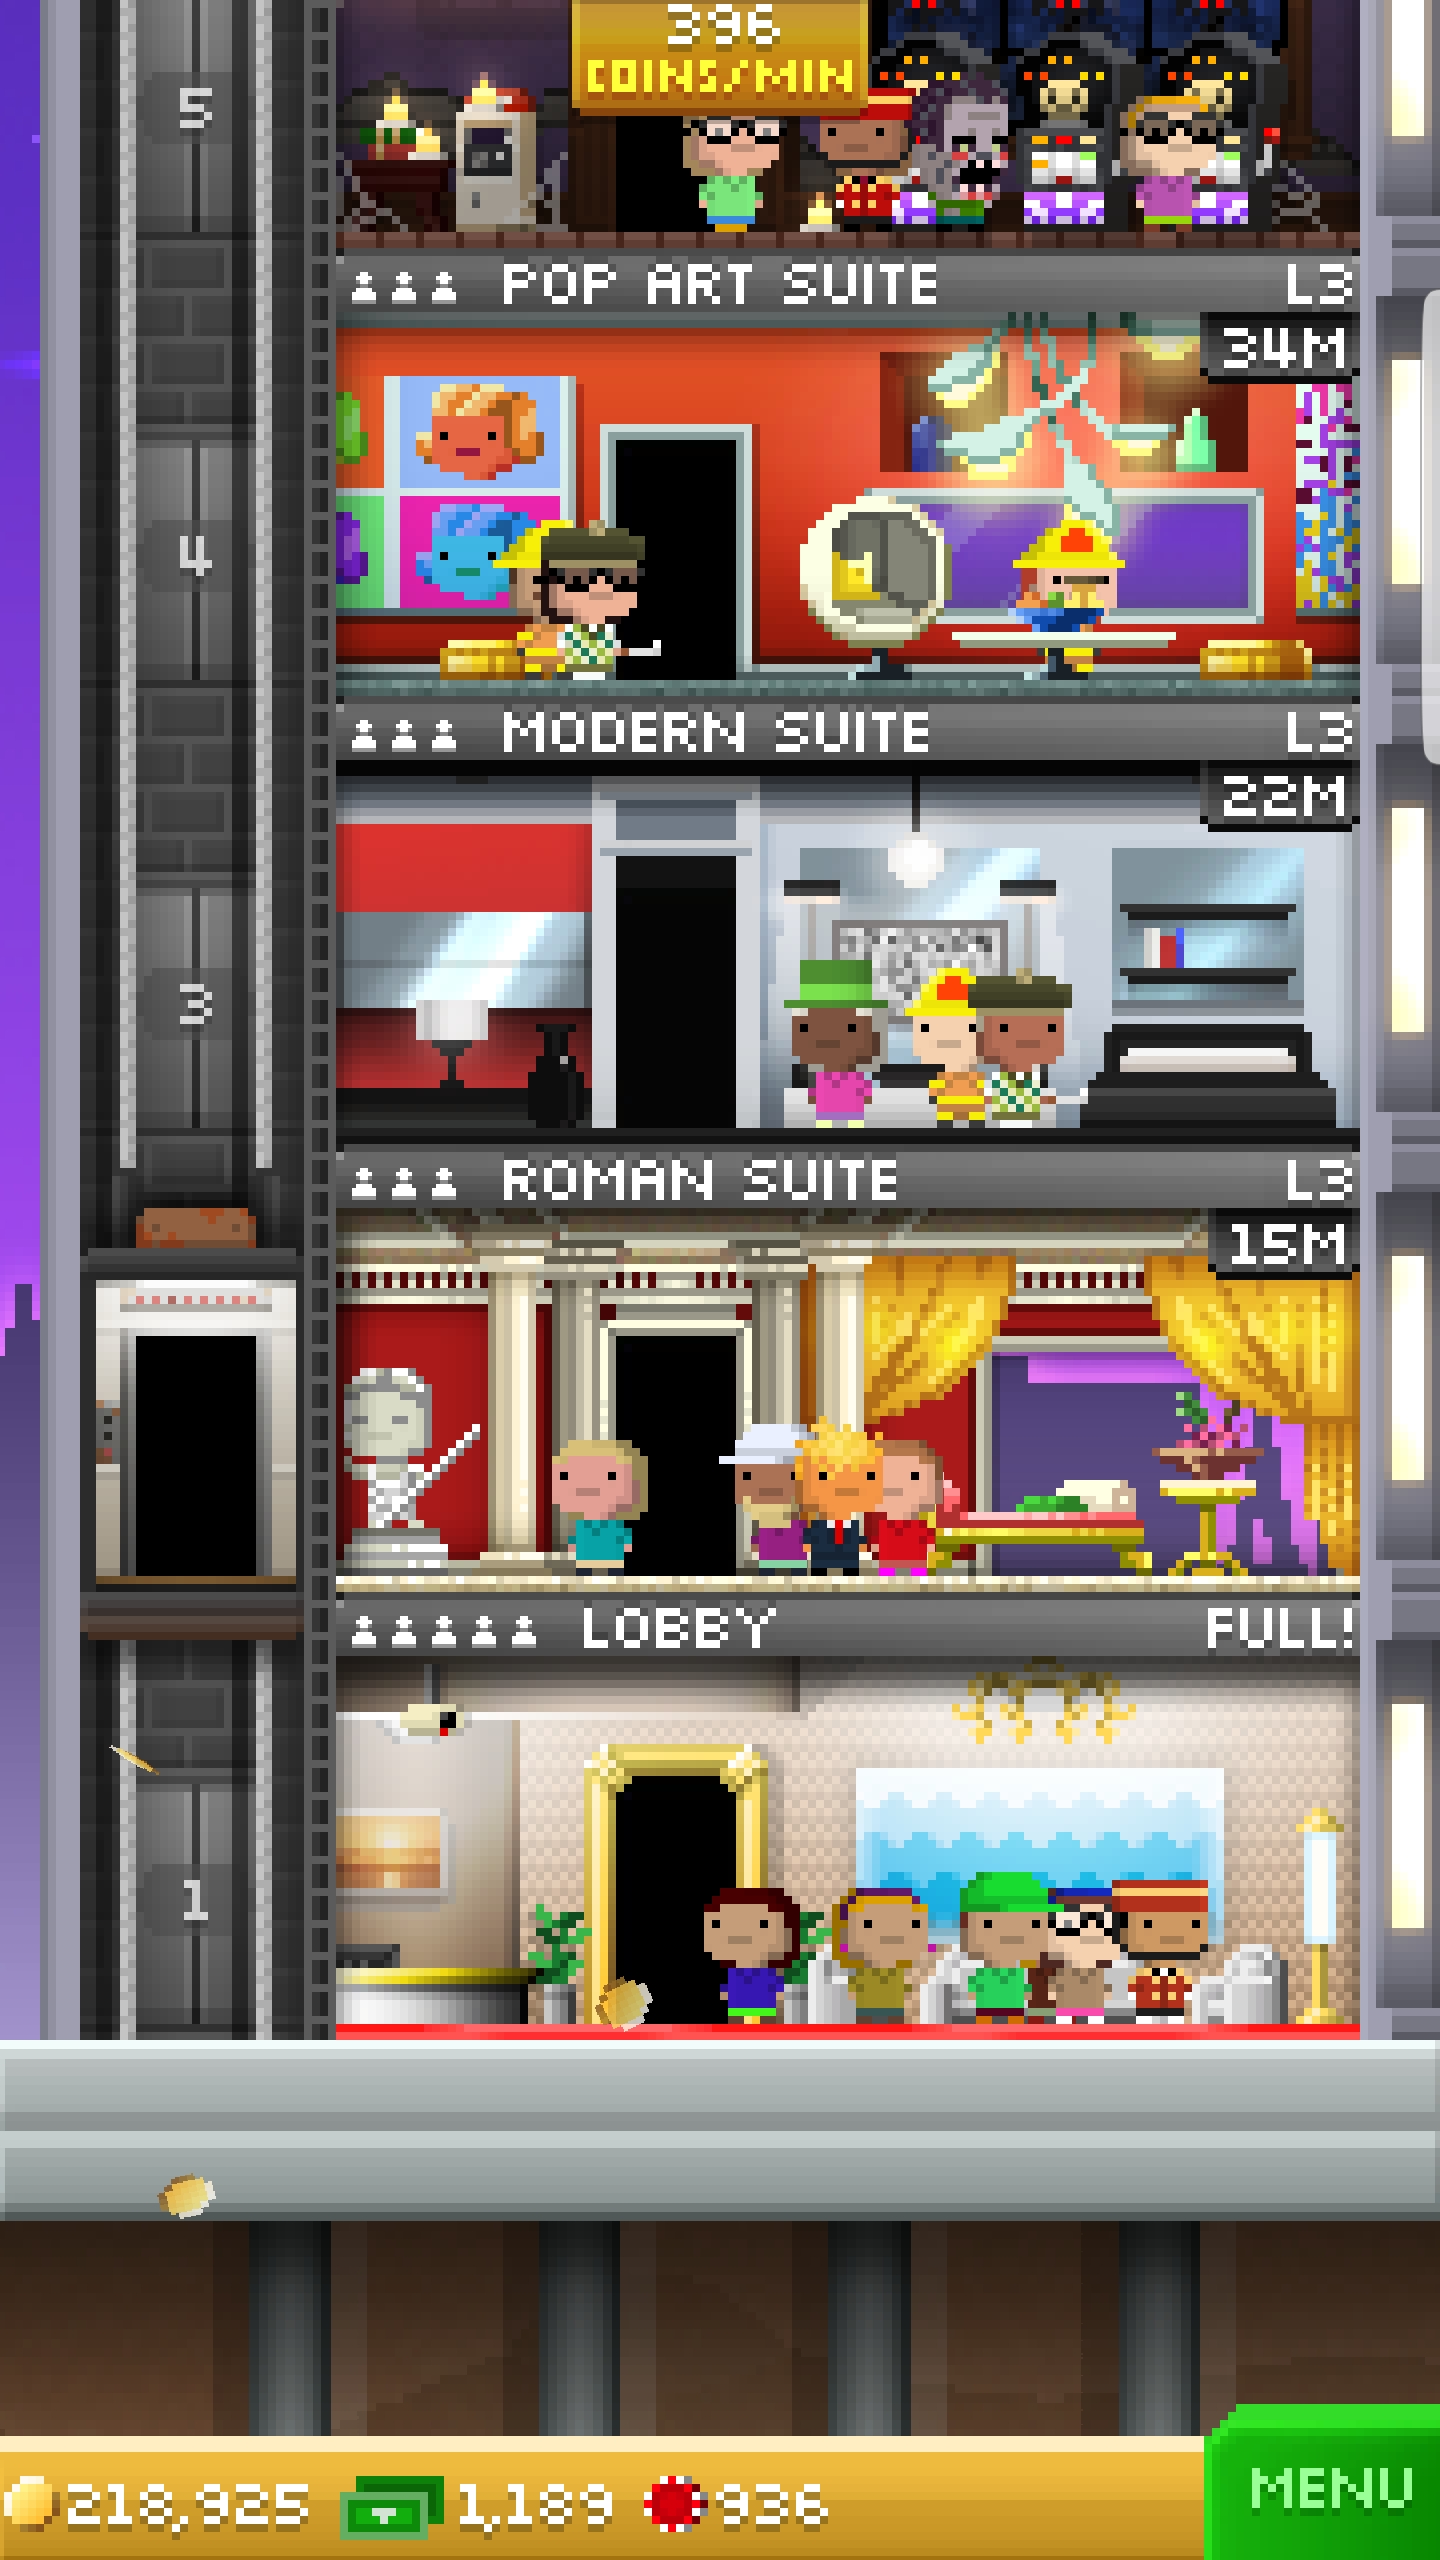 396
COINS/MIN
5
POP ART SUITE L3
34M
4
MODERN SUITE L3
22M
3
ROMAN SUITE L3
15M
LOBBY FULL!
1
218,925 1,189 936
MENU